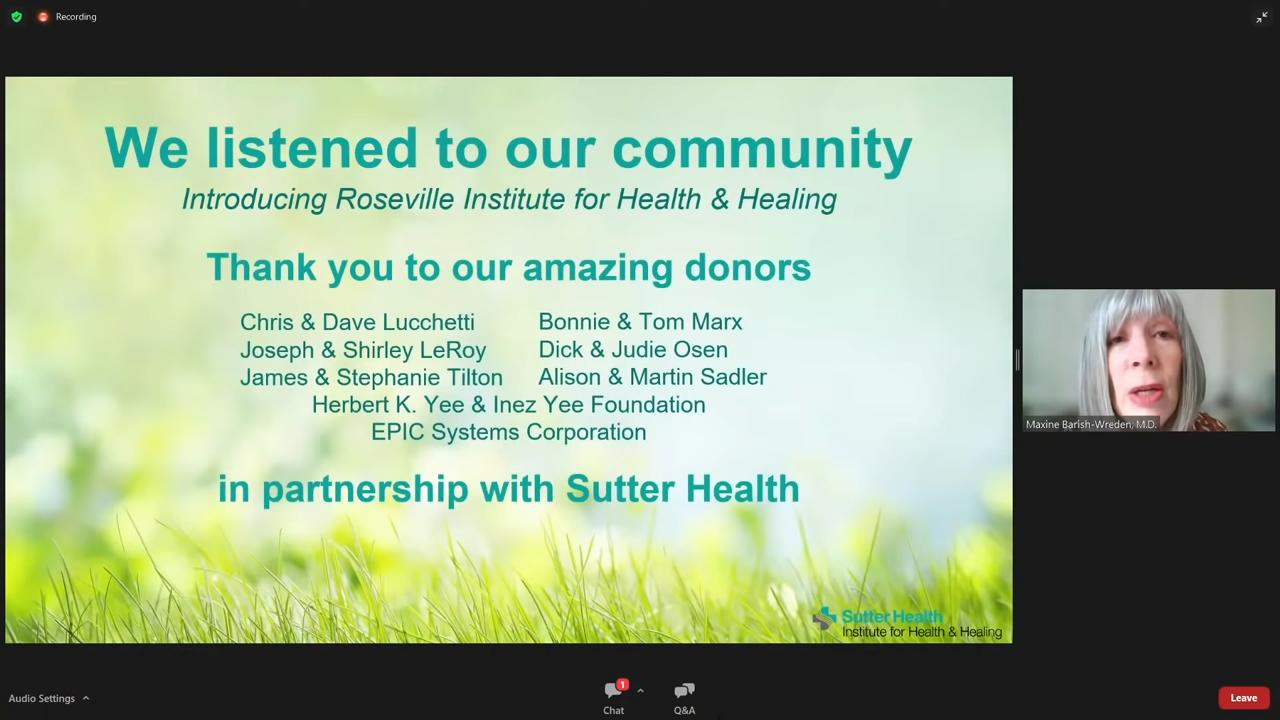 Recording
We listened to our community
Introducing Roseville Institute for Health & Healing
Thank you to our amazing donors
Chris & Dave Lucchetti
Bonnie & Tom Marx
Joseph & Shirley LeRoy
Dick & Judie Osen
James & Stephanie Tilton
Alison & Martin Sadler
Herbert K. Yee & Inez Yee Foundation
EPIC Systems Corporation
in partnership with Sutter Health
Sutter Health
Institute for Health & Healing
Maxine Barish-Wreden, M.D.
Audio Settings
1
Chat
Q&A
Leave